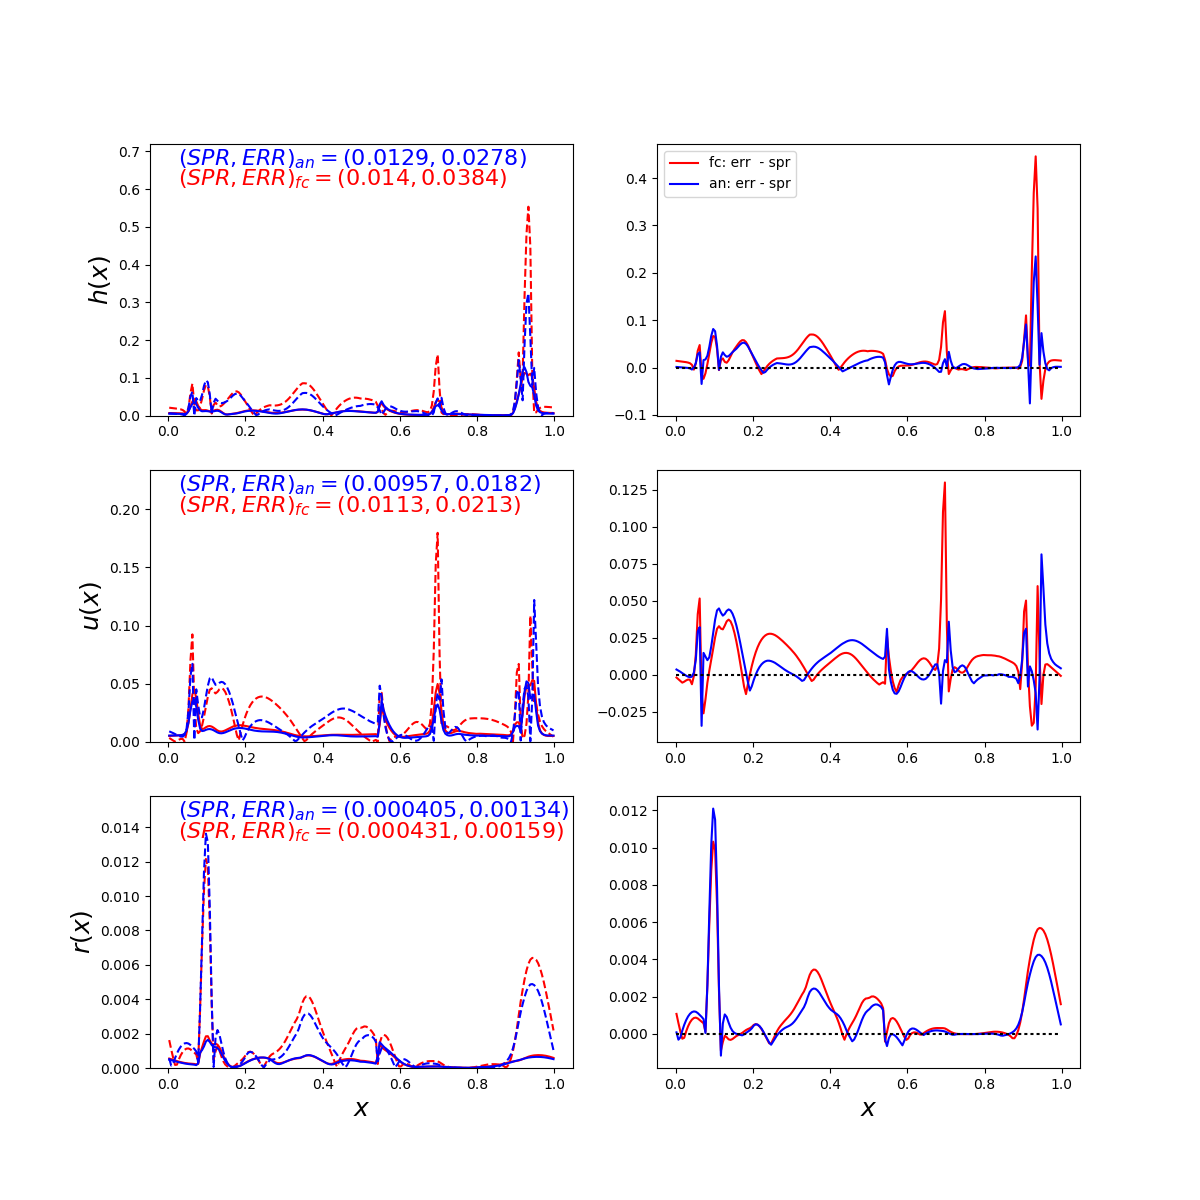 (SPR, ERR)an = (0.0129, 0.0278)
(SPR, ERR)fc = (0.014, 0.0384)
h(x)
0.7
0.6
0.5
0.4
0.3
0.2
0.1
0.0
0.0 0.2 0.4 0.6 0.8 1.0
fc: err - spr
an: err - spr
0.4
0.3
0.2
0.1
0.0
−0.1
0.0 0.2 0.4 0.6 0.8 1.0
(SPR, ERR)an = (0.00957, 0.0182)
(SPR, ERR)fc = (0.0113, 0.0213)
u(x)
0.20
0.15
0.10
0.05
0.00
0.0 0.2 0.4 0.6 0.8 1.0
0.125
0.100
0.075
0.050
0.025
0.000
−0.025
0.0 0.2 0.4 0.6 0.8 1.0
(SPR, ERR)an = (0.000405, 0.00134)
(SPR, ERR)fc = (0.000431, 0.00159)
r(x)
0.014
0.012
0.010
0.008
0.006
0.004
0.002
0.000
0.0 0.2 0.4 0.6 0.8 1.0
x
0.012
0.010
0.008
0.006
0.004
0.002
0.000
0.0 0.2 0.4 0.6 0.8 1.0
x